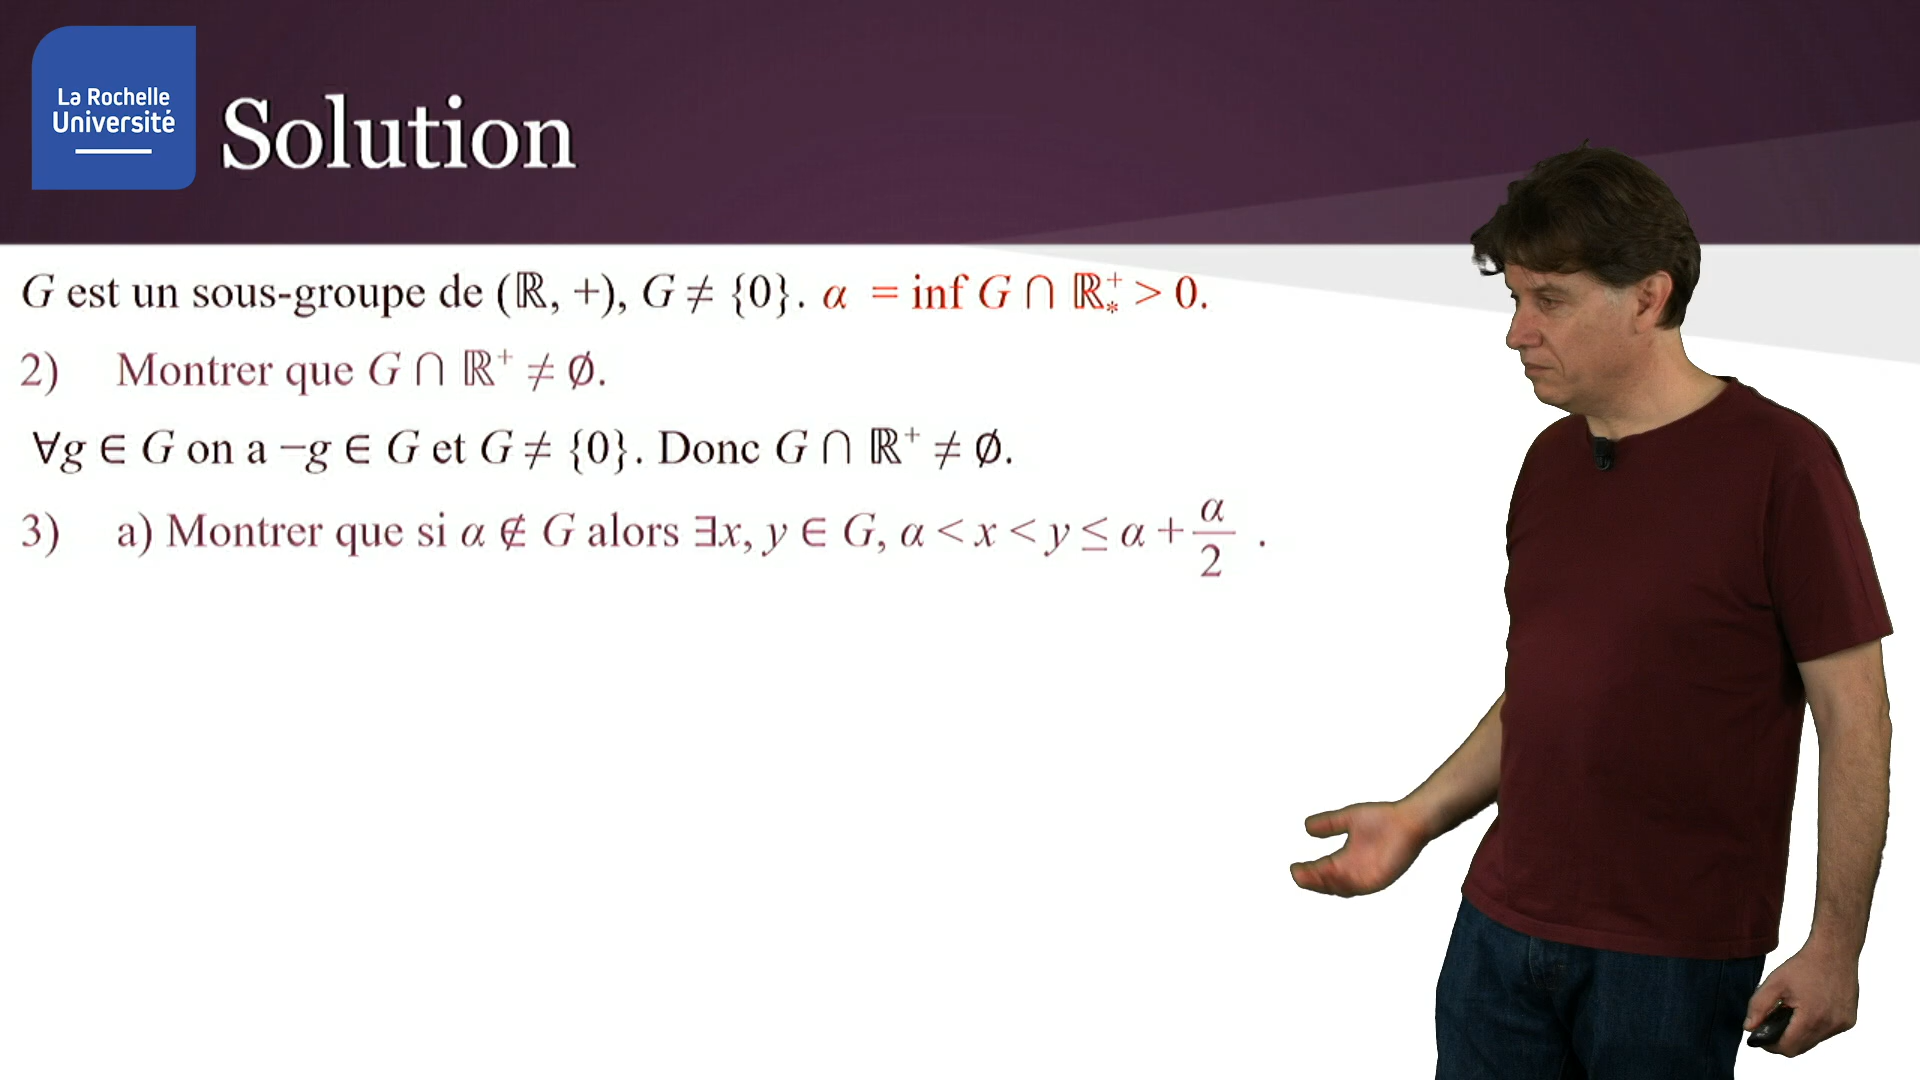 La Rochelle
Université
Solution
G est un sous-groupe de (ℝ, +), G ≠ {0}. α = inf G ∩ ℝ⁺⁎ > 0.
2) Montrer que G ∩ ℝ⁺ ≠ ∅.
∀g ∈ G on a −g ∈ G et G ≠ {0}. Donc G ∩ ℝ⁺ ≠ ∅.
3) a) Montrer que si α ∉ G alors ∃x, y ∈ G, α < x < y ≤ α + α/2 .